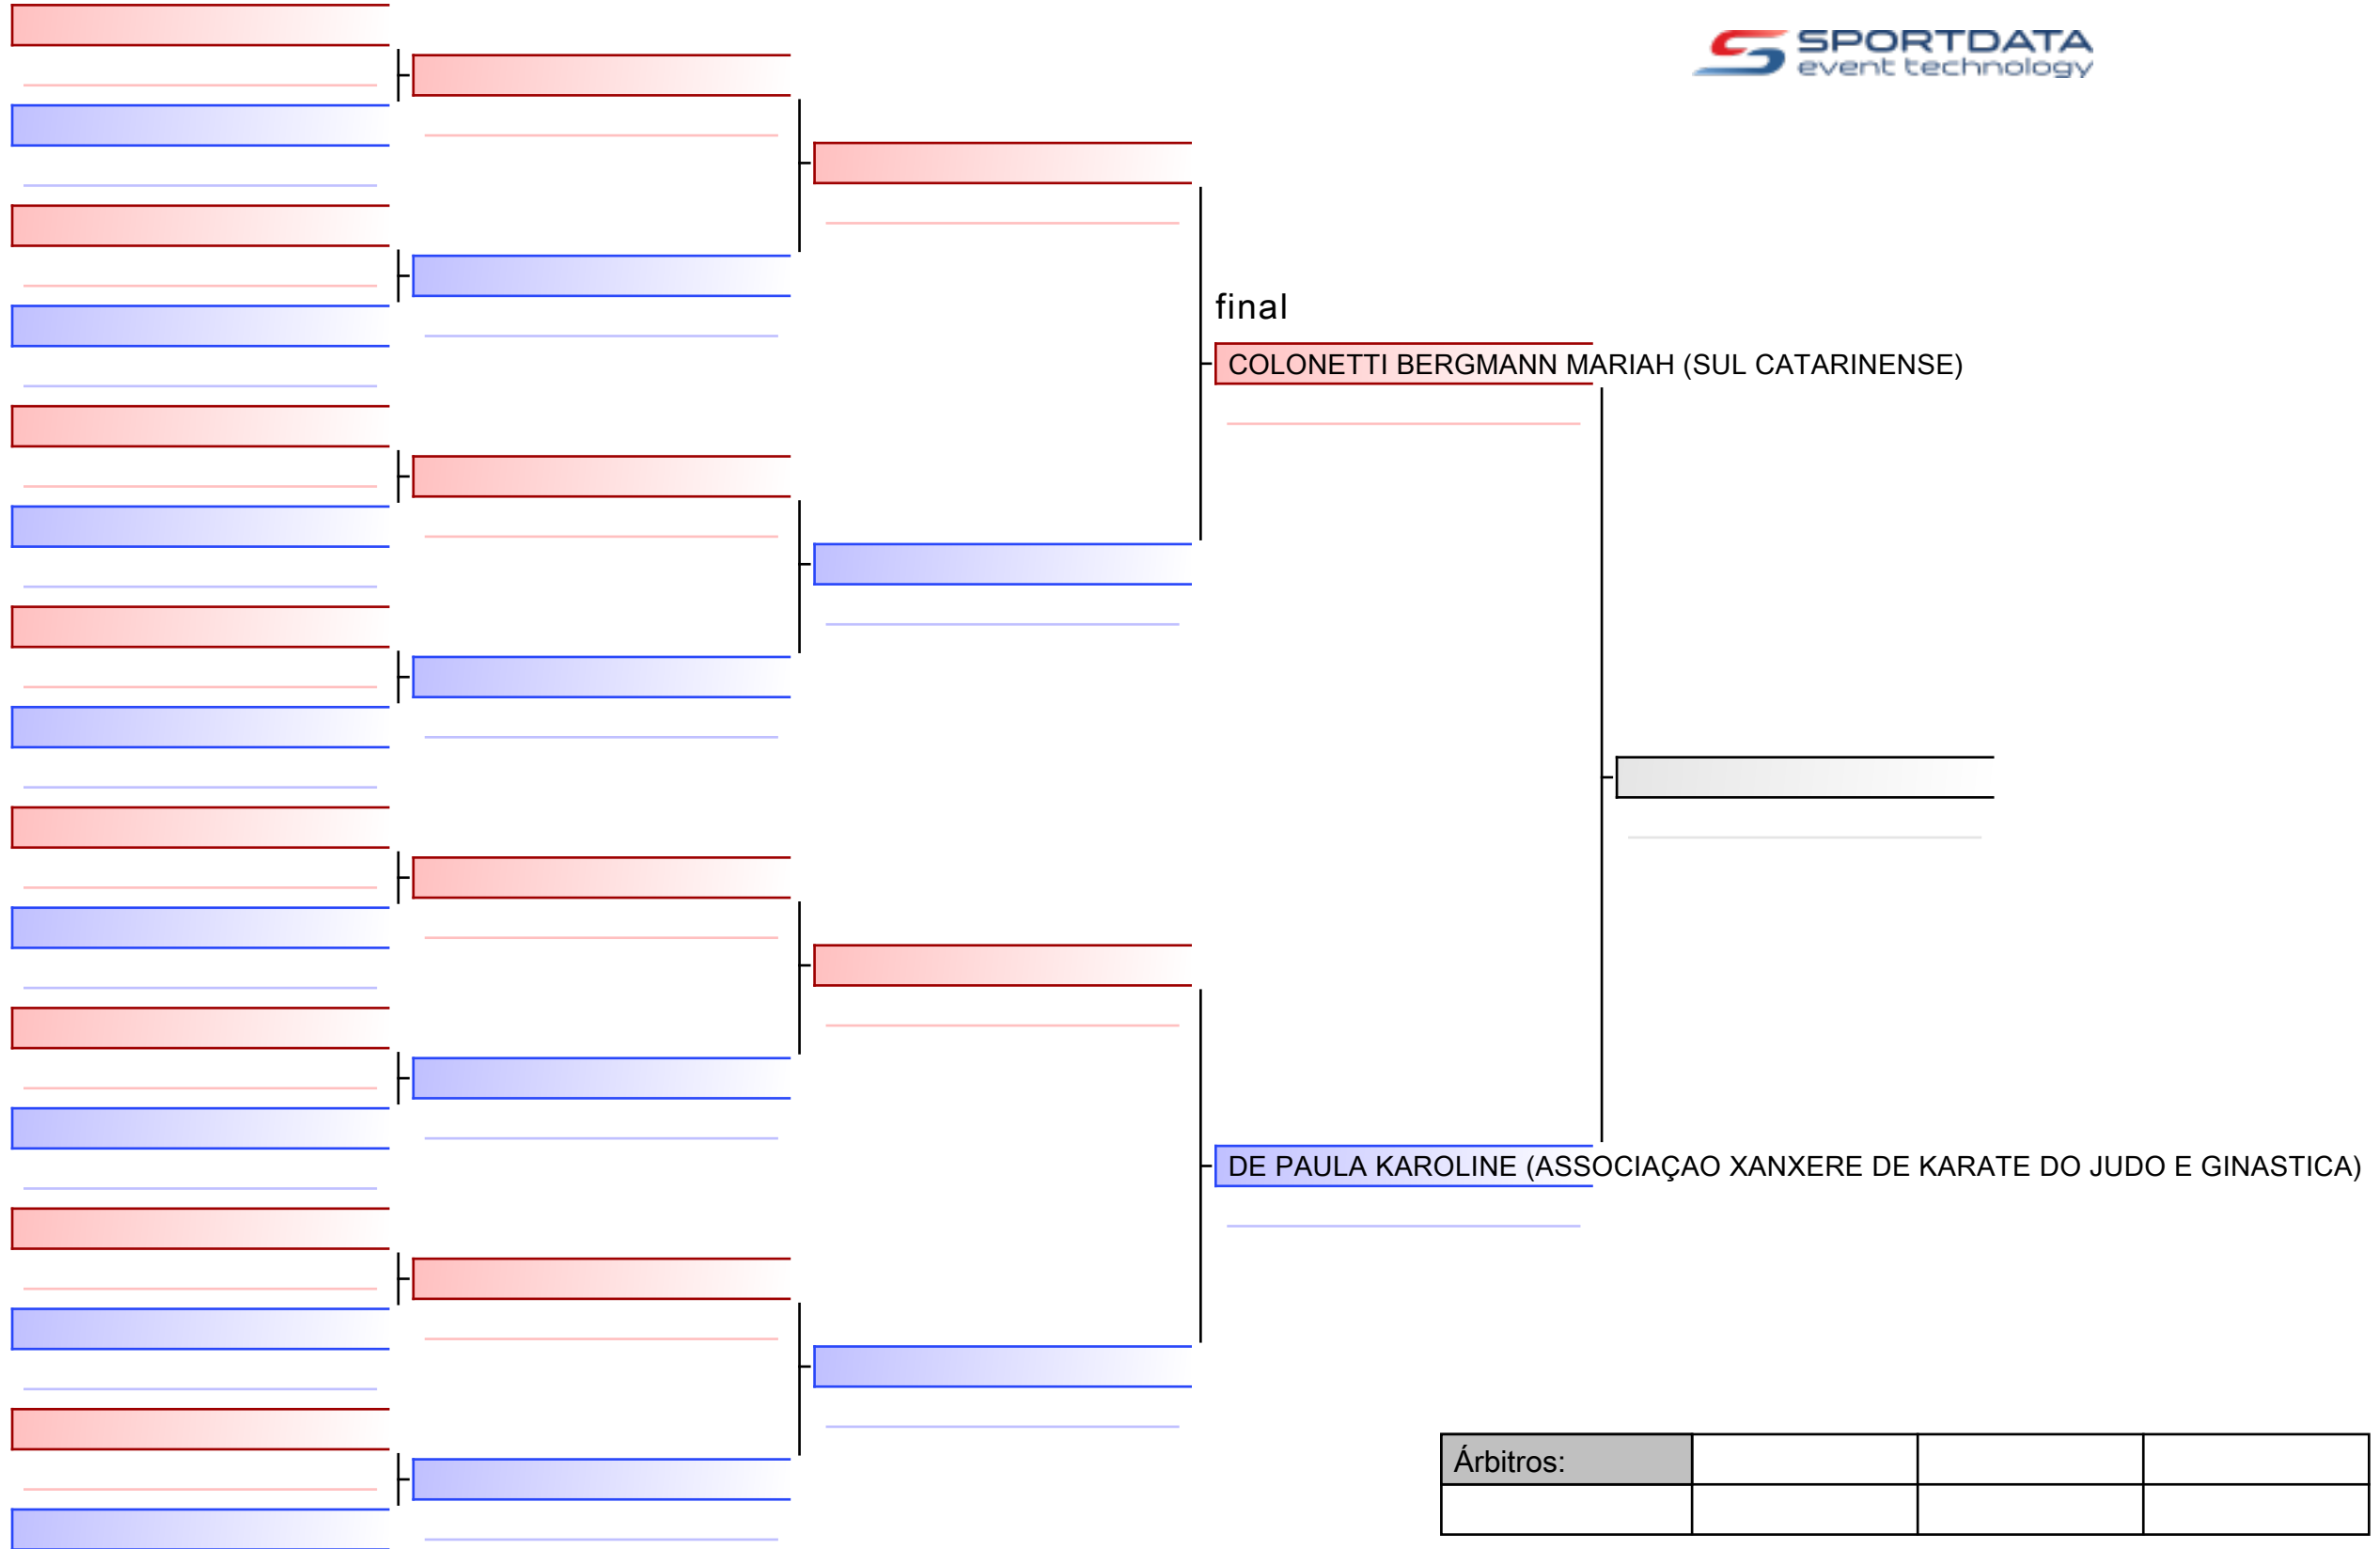 SPORTDATA
event technology
final
COLONETTI BERGMANN MARIAH (SUL CATARINENSE)
DE PAULA KAROLINE (ASSOCIAÇAO XANXERE DE KARATE DO JUDO E GINASTICA)
Árbitros: